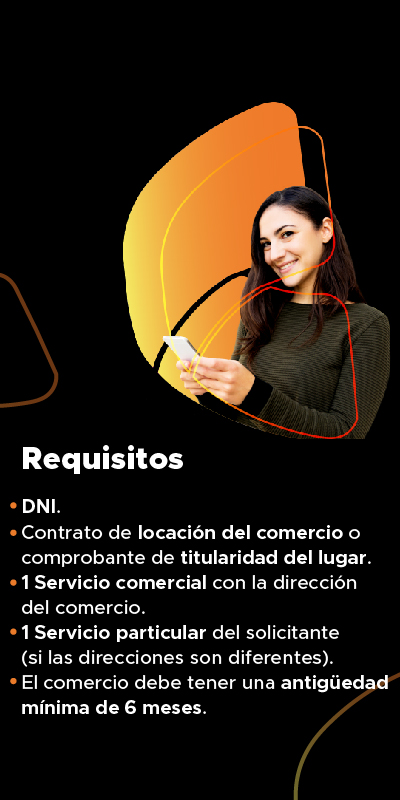 Requisitos
• DNI.
• Contrato de locación del comercio o
comprobante de titularidad del lugar.
• 1 Servicio comercial con la dirección
del comercio.
• 1 Servicio particular del solicitante
(si las direcciones son diferentes).
• El comercio debe tener una antigüedad
mínima de 6 meses.